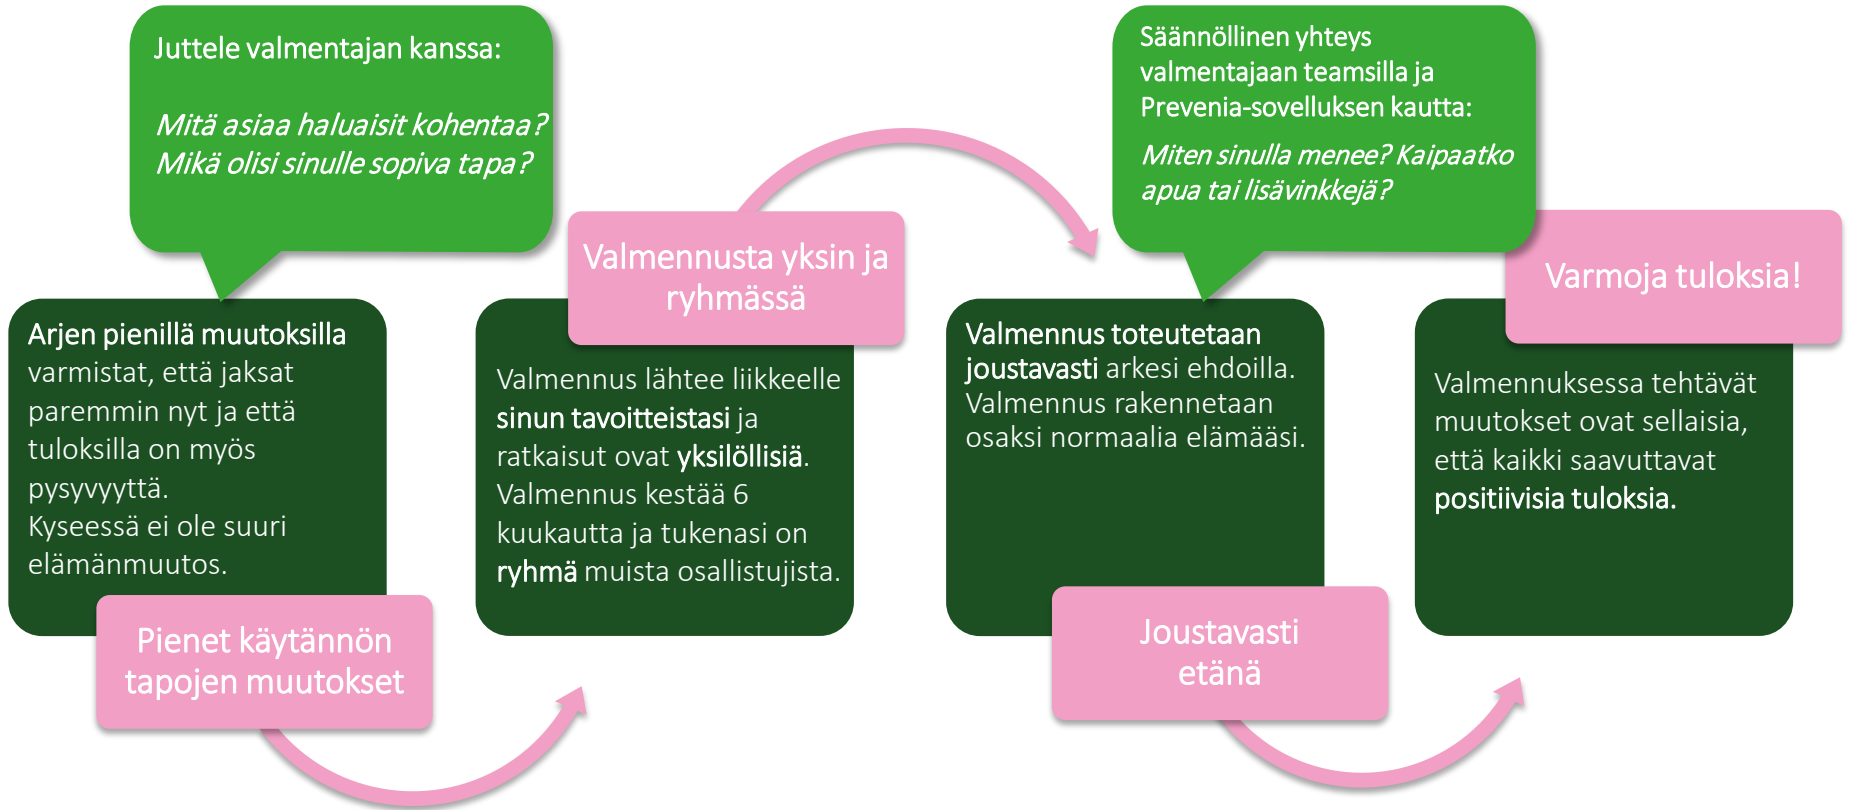 Juttele valmentajan kanssa:
Mitä asiaa haluaisit kohentaa?
Mikä olisi sinulle sopiva tapa?
Arjen pienillä muutoksilla
varmistat, että jaksat
paremmin nyt ja että
tuloksilla on myös
pysyvyyttä.
Kyseessä ei ole suuri
elämänmuutos.
Pienet käytännön
tapojen muutokset
Valmennusta yksin ja
ryhmässä
Valmennus lähtee liikkeelle
sinun tavoitteistasi ja
ratkaisut ovat yksilöllisiä.
Valmennus kestää 6
kuukautta ja tukenasi on
ryhmä muista osallistujista.
Säännöllinen yhteys
valmentajaan teamsilla ja
Prevenia-sovelluksen kautta:
Miten sinulla menee? Kaipaatko
apua tai lisävinkkejä?
Valmennus toteutetaan
joustavasti arkesi ehdoilla.
Valmennus rakennetaan
osaksi normaalia elämääsi.
Joustavasti
etänä
Varmoja tuloksia!
Valmennuksessa tehtävät
muutokset ovat sellaisia,
että kaikki saavuttavat
positiivisia tuloksia.